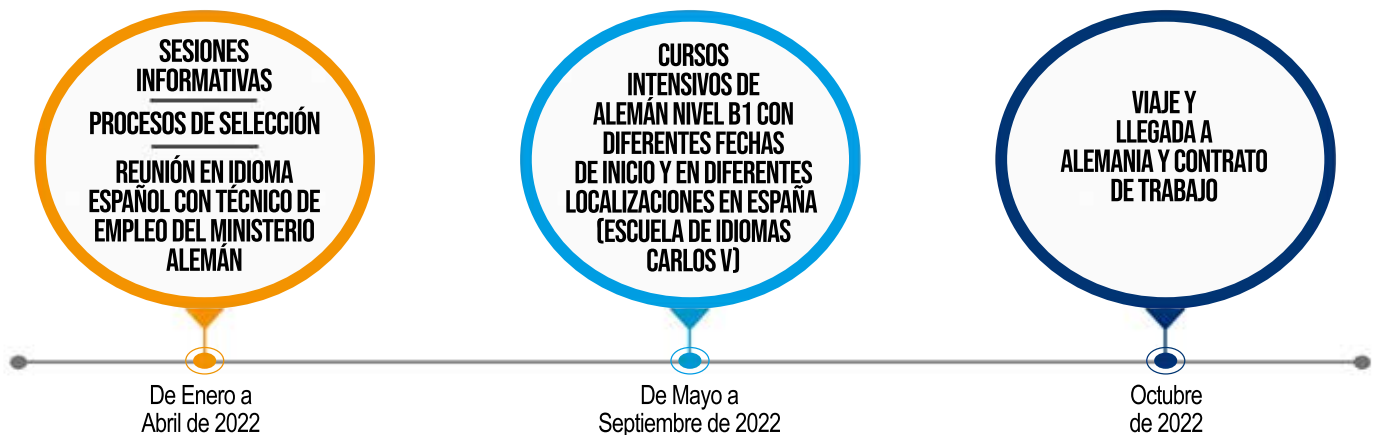 SESIONES
INFORMATIVAS
PROCESOS DE SELECCIÓN
REUNIÓN EN IDIOMA
ESPAÑOL CON TÉCNICO DE
EMPLEO DEL MINISTERIO
ALEMÁN
CURSOS
INTENSIVOS DE
ALEMÁN NIVEL B1 CON
DIFERENTES FECHAS
DE INICIO Y EN DIFERENTES
LOCALIZACIONES EN ESPAÑA
(ESCUELA DE IDIOMAS
CARLOS V)
VIAJE Y
LLEGADA A
ALEMANIA Y CONTRATO
DE TRABAJO
De Enero a
Abril de 2022
De Mayo a
Septiembre de 2022
Octubre
de 2022